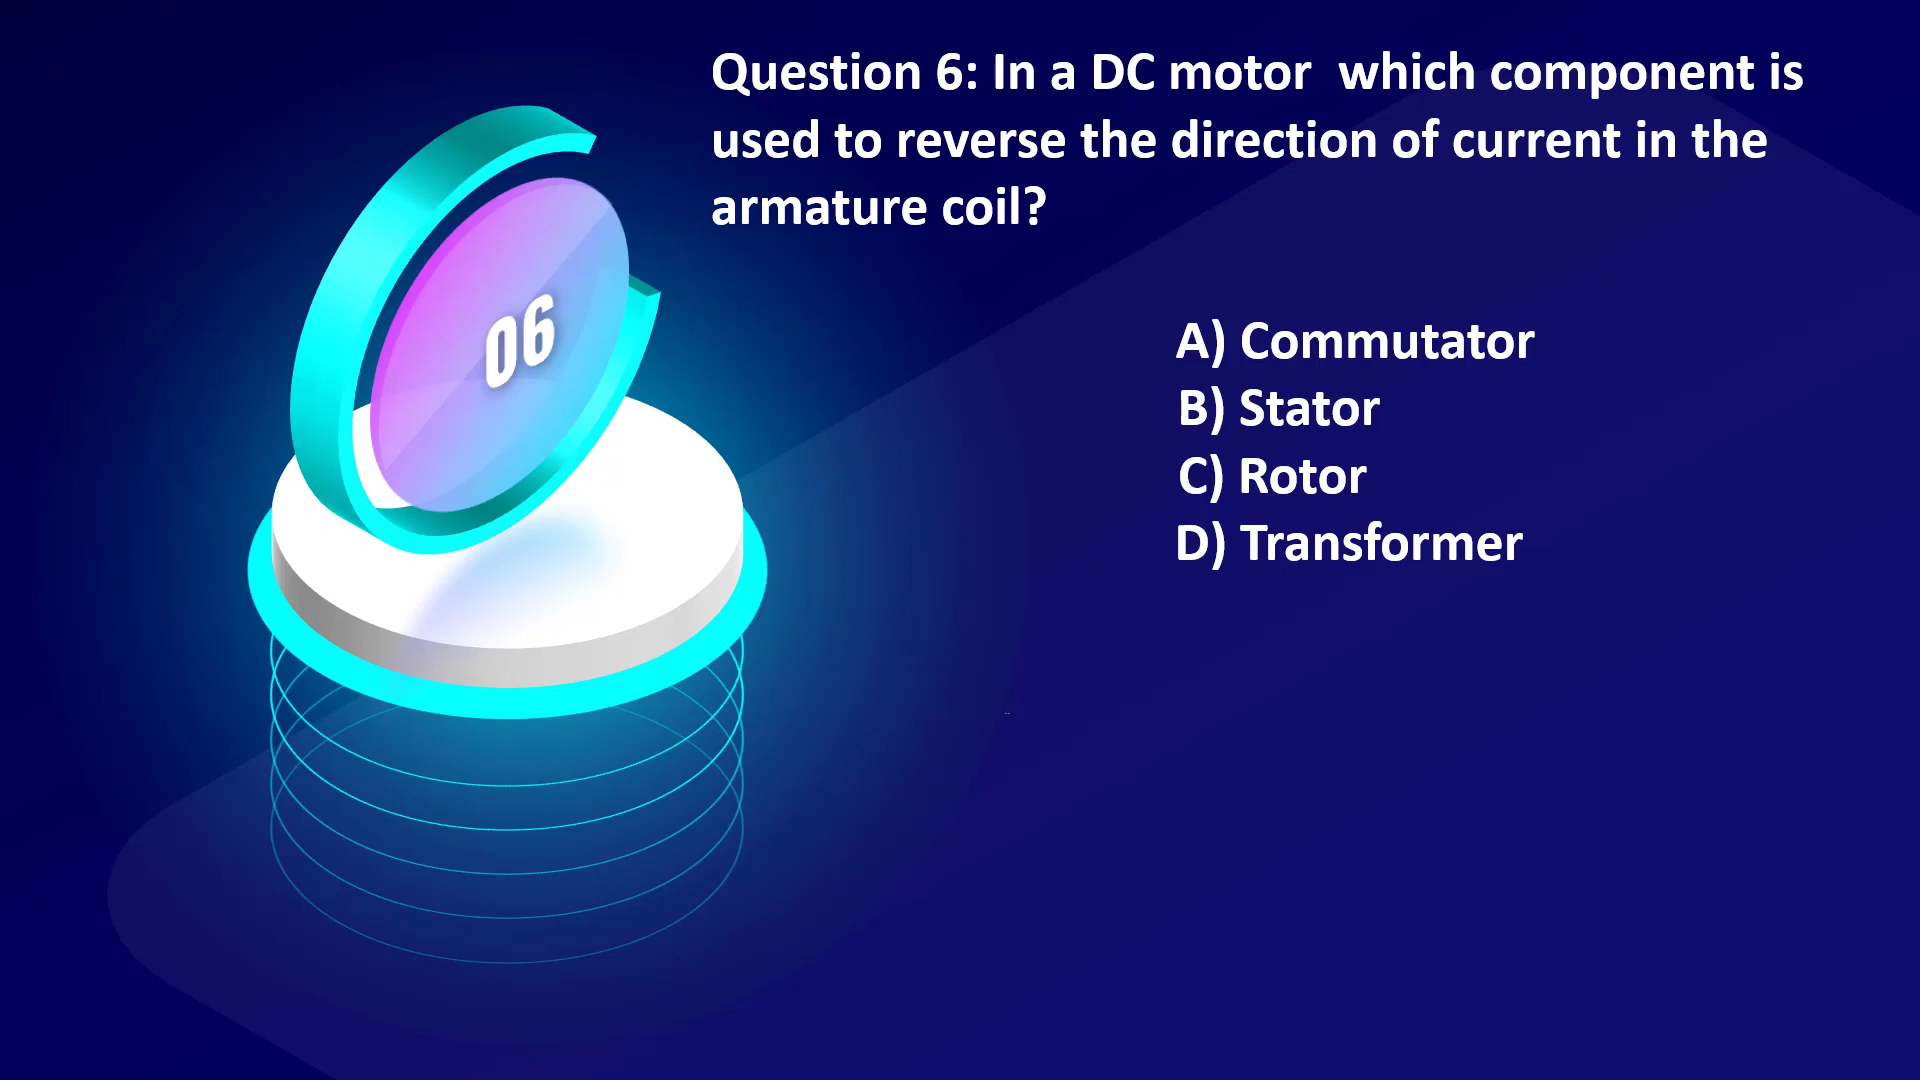 Question 6: In a DC motor  which component is
used to reverse the direction of current in the
armature coil?
06
A) Commutator
B) Stator
C) Rotor
D) Transformer